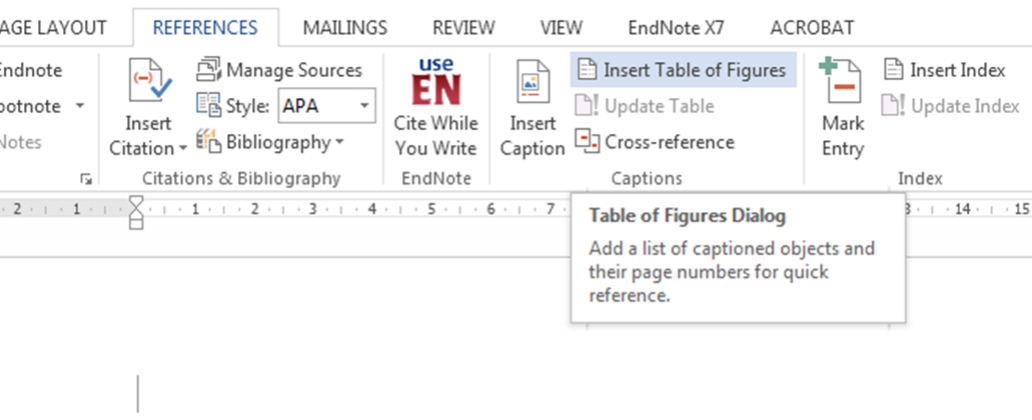 AGE LAYOUT REFERENCES MAILINGS REVIEW VIEW EndNote X7 ACROBAT
ndnote
ootnote
Notes
Insert
Citation
Manage Sources
Style: APA
Bibliography
Citations & Bibliography
use
EN
Cite While
You Write
EndNote
Insert
Caption
Insert Table of Figures
Update Table
Cross-reference
Captions
Mark
Entry
Insert Index
Update Index
Index
2 1 1 2 3 4 5 6 7 3 14 15
Table of Figures Dialog
Add a list of captioned objects and
their page numbers for quick
reference.